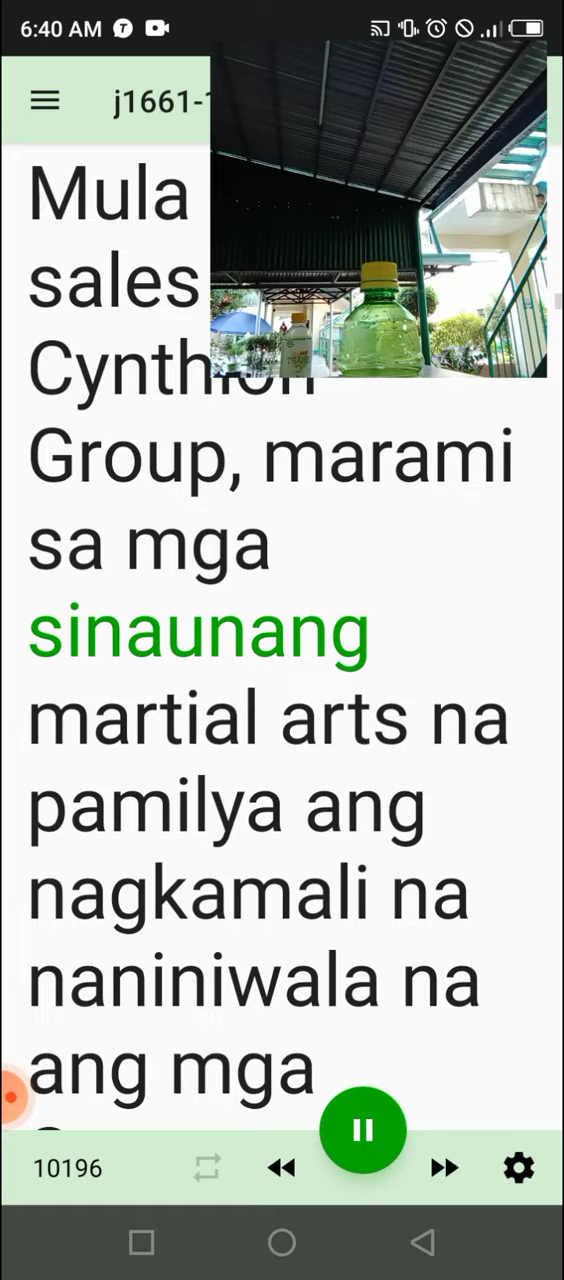 6:40 AM
j1661-1
Mula
sales
Cynthion
Group, marami
sa mga
sinaunang
martial arts na
pamilya ang
nagkamali na
naniniwala na
ang mga
10196